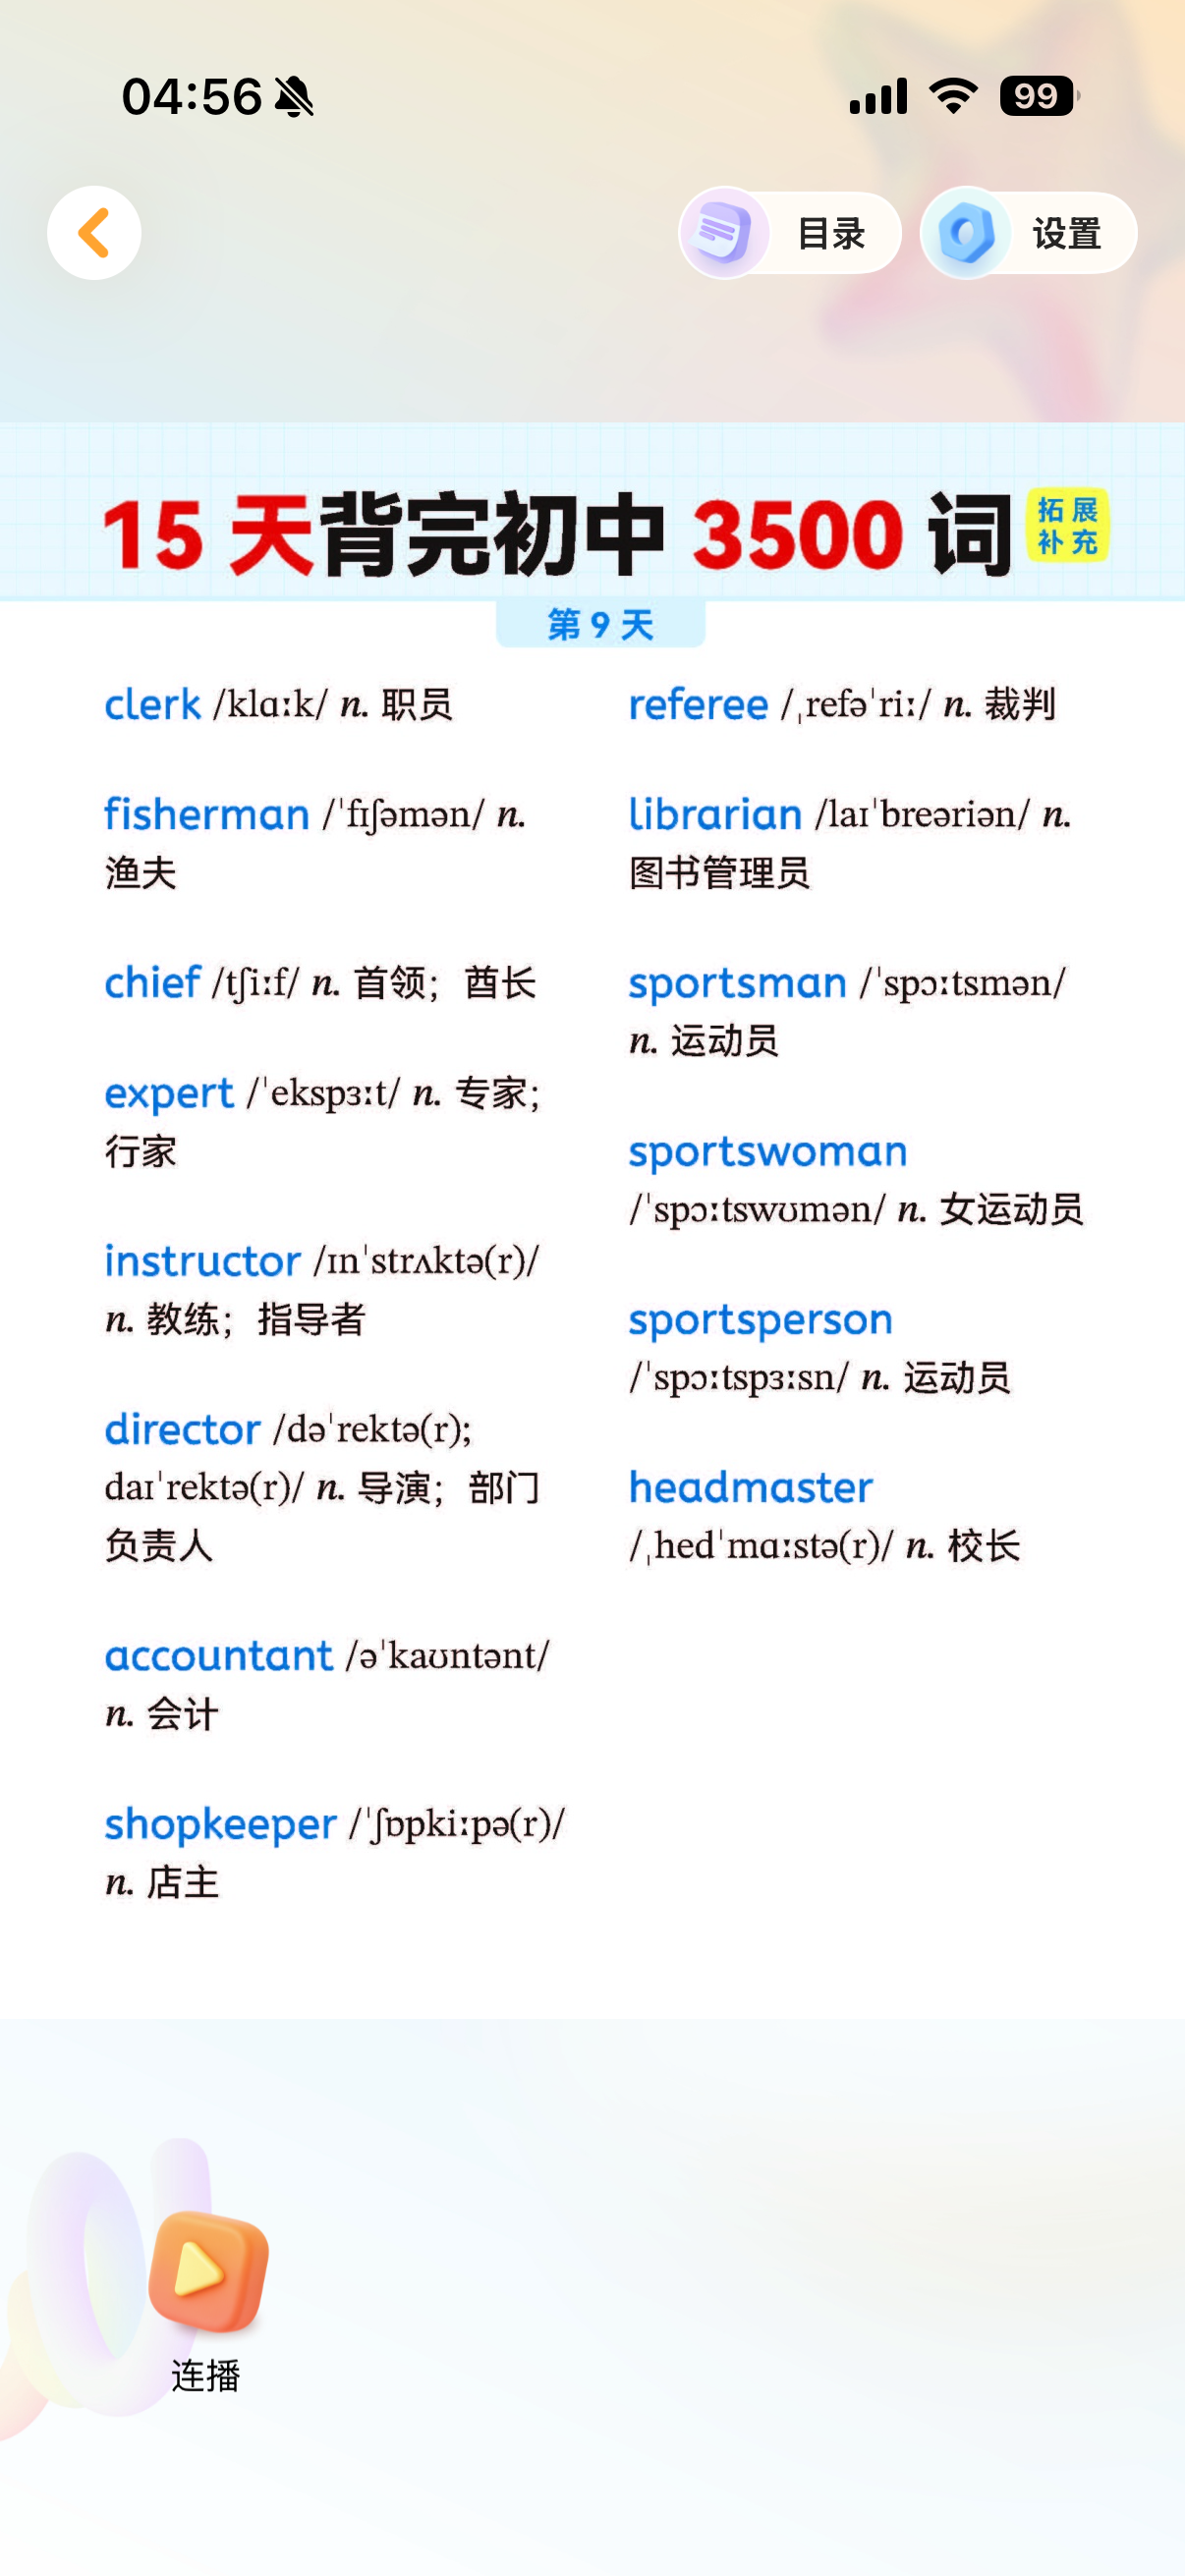 04:56
99
目录
设置
15 天背完初中 3500 词
拓展
补充
第 9 天
clerk /klɑːk/ n. 职员
fisherman /ˈfɪʃəmən/ n.
渔夫
chief /tʃiːf/ n. 首领；酋长
expert /ˈekspɜːt/ n. 专家；
行家
instructor /ɪnˈstrʌktə(r)/
n. 教练；指导者
director /dəˈrektə(r);
daɪˈrektə(r)/ n. 导演；部门
负责人
accountant /əˈkaʊntənt/
n. 会计
shopkeeper /ˈʃɒpkiːpə(r)/
n. 店主
referee /ˌrefəˈriː/ n. 裁判
librarian /laɪˈbreəriən/ n.
图书管理员
sportsman /ˈspɔːtsmən/
n. 运动员
sportswoman
/ˈspɔːtswʊmən/ n. 女运动员
sportsperson
/ˈspɔːtspɜːsn/ n. 运动员
headmaster
/ˌhedˈmɑːstə(r)/ n. 校长
连播